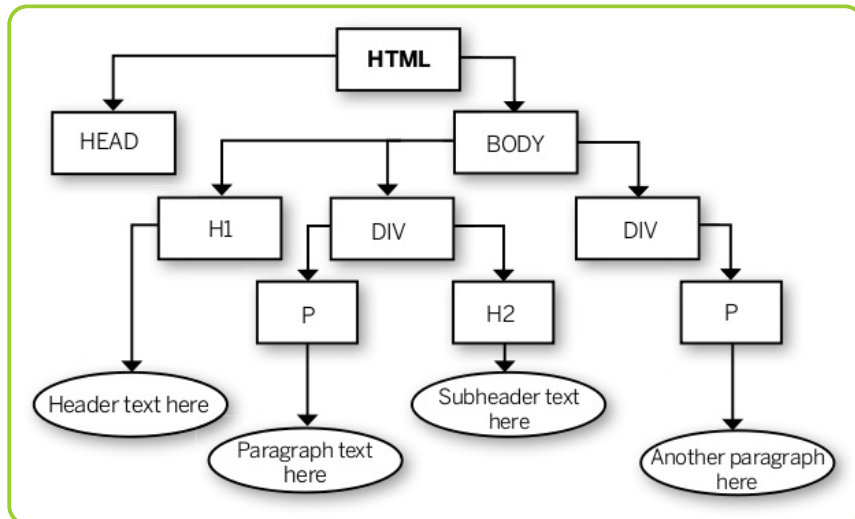 HTML
HEAD
BODY
H1
DIV
DIV
P
H2
P
Header text here
Subheader text
here
Paragraph text
here
Another paragraph
here